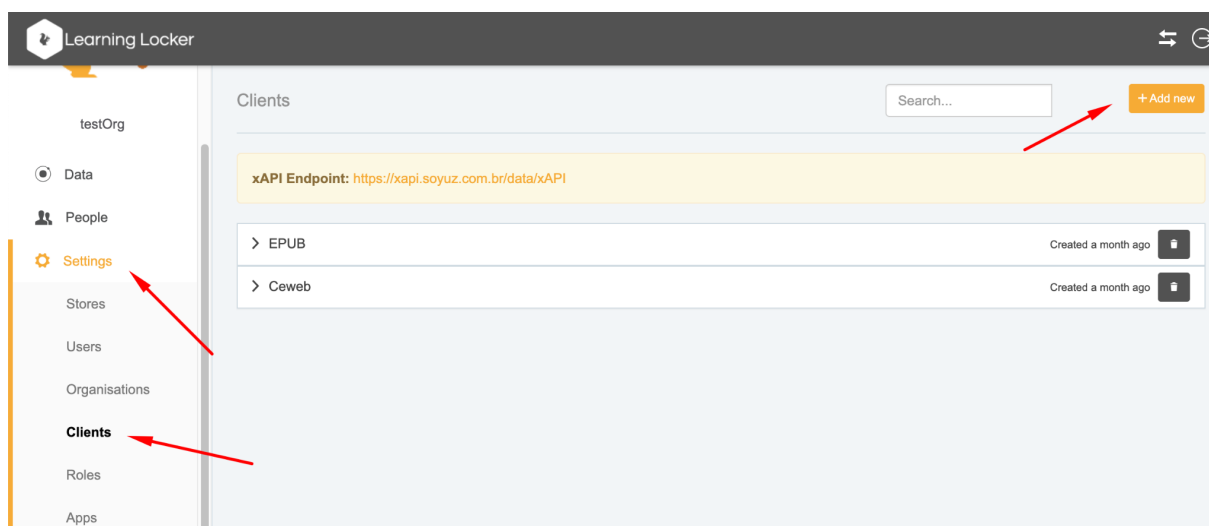 Learning Locker
testOrg
Data
People
Settings
Stores
Users
Organisations
Clients
Roles
Apps
Clients
Search...
+ Add new
xAPI Endpoint: https://xapi.soyuz.com.br/data/xAPI
EPUB Created a month ago
Ceweb Created a month ago